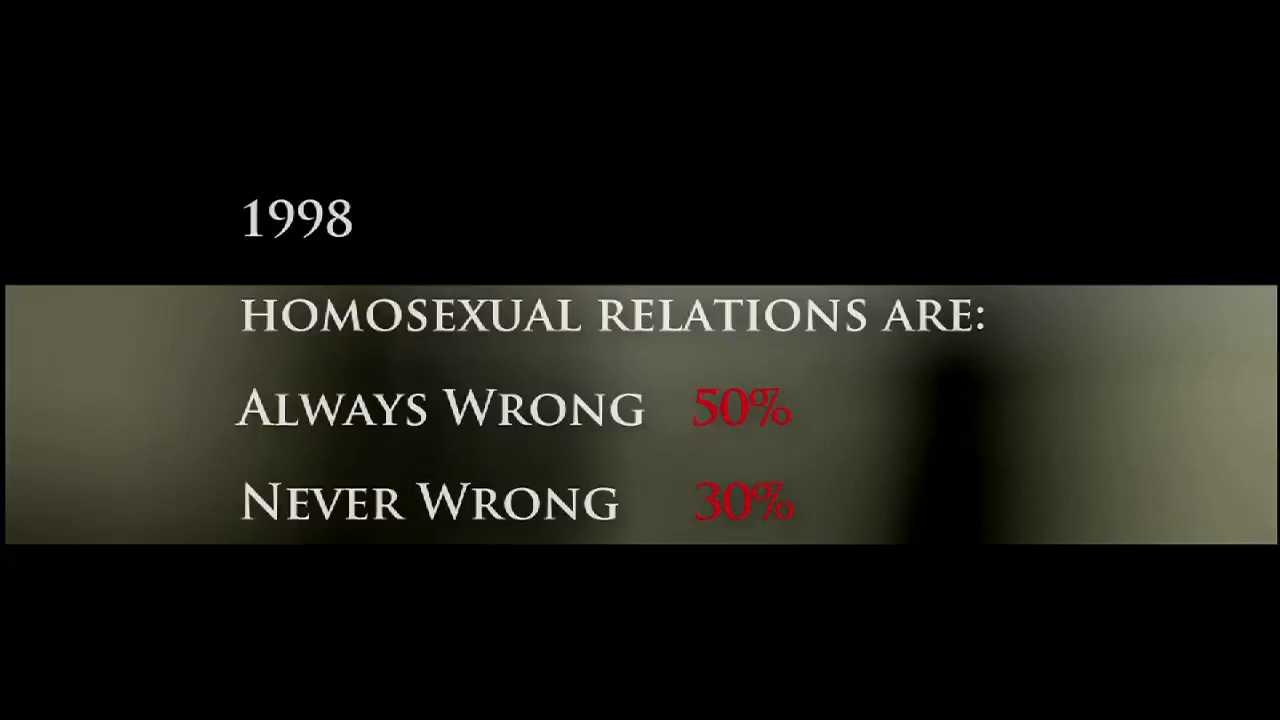 1998
HOMOSEXUAL RELATIONS ARE:
ALWAYS WRONG 50%
NEVER WRONG 30%